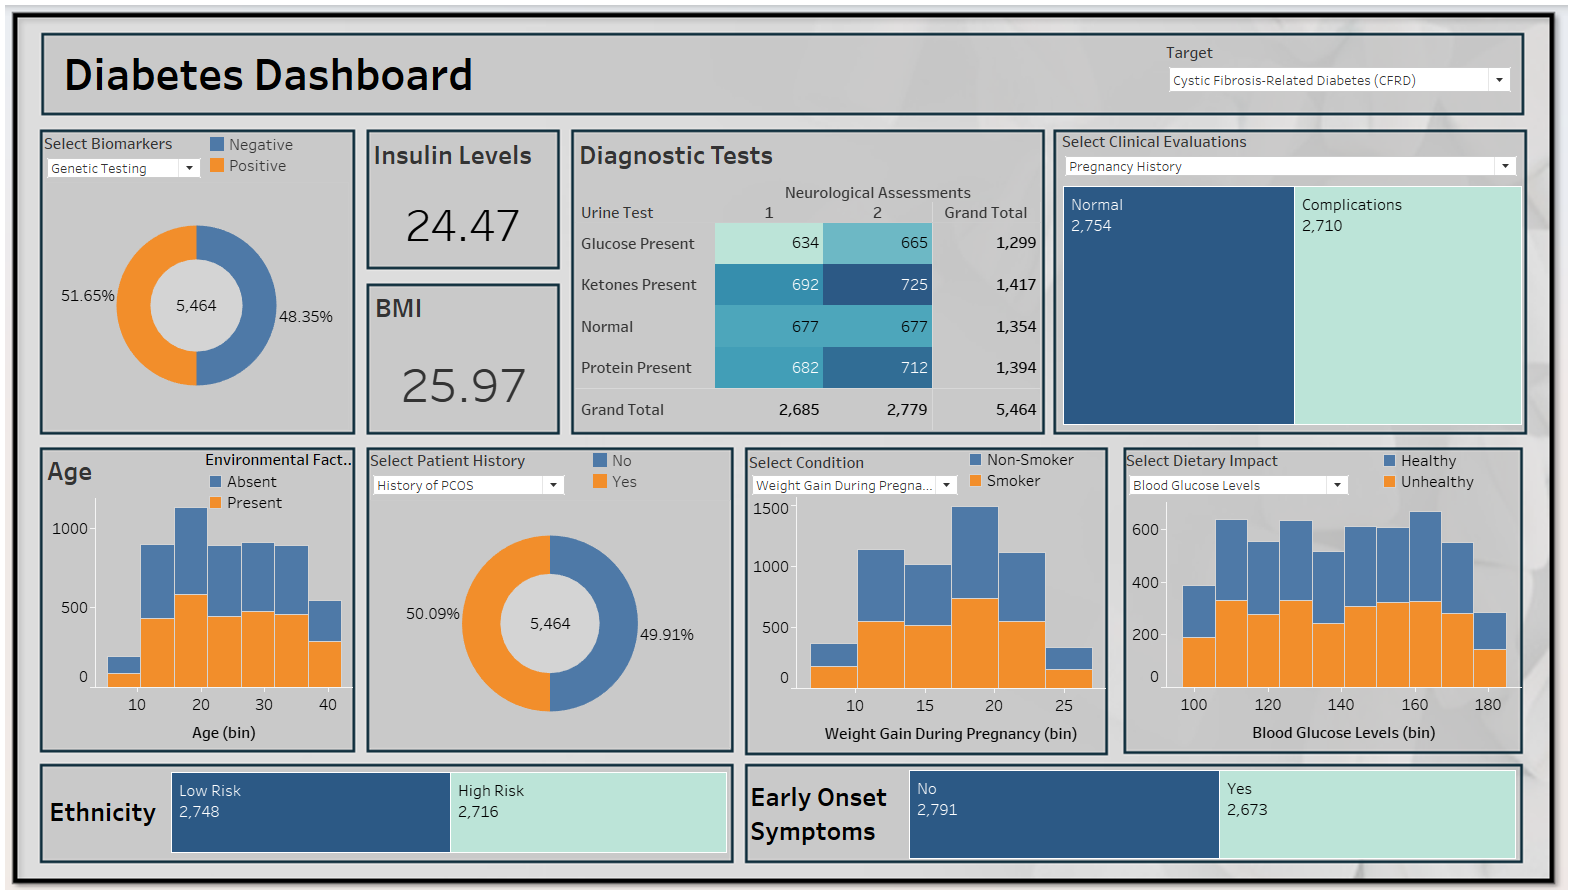 Diabetes Dashboard
Target
Cystic Fibrosis-Related Diabetes (CFRD)
Select Biomarkers
Genetic Testing
Negative
Positive
51.65%
5,464
48.35%
Insulin Levels
24.47
BMI
25.97
Diagnostic Tests
Neurological Assessments
Urine Test 1 2 Grand Total
Glucose Present 634 665 1,299
Ketones Present 692 725 1,417
Normal 677 677 1,354
Protein Present 682 712 1,394
Grand Total 2,685 2,779 5,464
Select Clinical Evaluations
Pregnancy History
Normal
2,754
Complications
2,710
Age
Environmental Fact..
Absent
Present
1000
500
0
10 20 30 40
Age (bin)
Select Patient History
History of PCOS
No
Yes
50.09%
5,464
49.91%
Select Condition
Weight Gain During Pregna...
Non-Smoker
Smoker
1500
1000
500
0
10 15 20 25
Weight Gain During Pregnancy (bin)
Select Dietary Impact
Blood Glucose Levels
Healthy
Unhealthy
600
400
200
0
100 120 140 160 180
Blood Glucose Levels (bin)
Ethnicity
Low Risk
2,748
High Risk
2,716
Early Onset
Symptoms
No
2,791
Yes
2,673